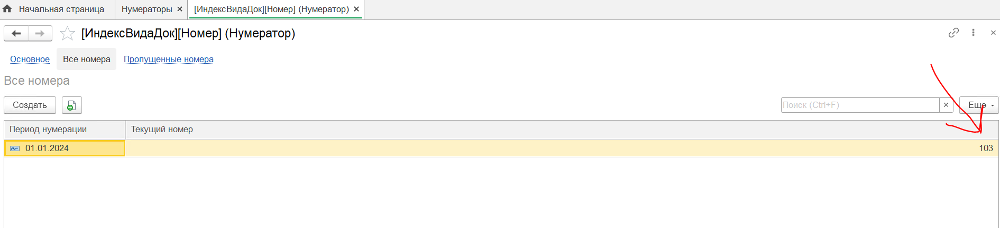 Начальная страница
Нумераторы
[ИндексВидаДок][Номер] (Нумератор)
[ИндексВидаДок][Номер] (Нумератор)
Основное
Все номера
Пропущенные номера
Все номера
Создать
Поиск (Ctrl+F)
Еще
Период нумерации
Текущий номер
01.01.2024
103